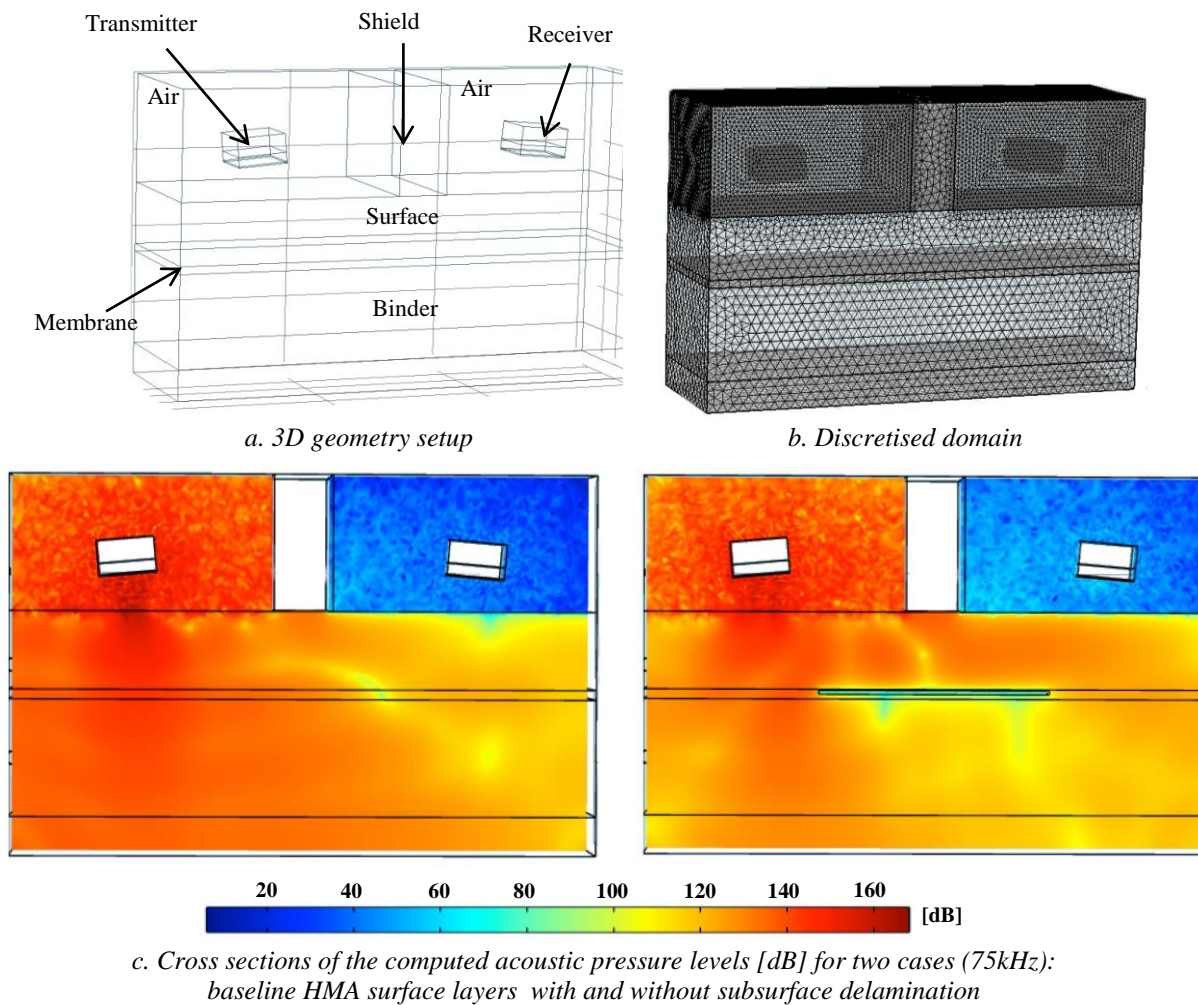 Transmitter
Shield
Receiver
Air
Air
Surface
Membrane
Binder
a. 3D geometry setup
b. Discretised domain
20 40 60 80 100 120 140 160
[dB]
c. Cross sections of the computed acoustic pressure levels [dB] for two cases (75kHz):
baseline HMA surface layers with and without subsurface delamination